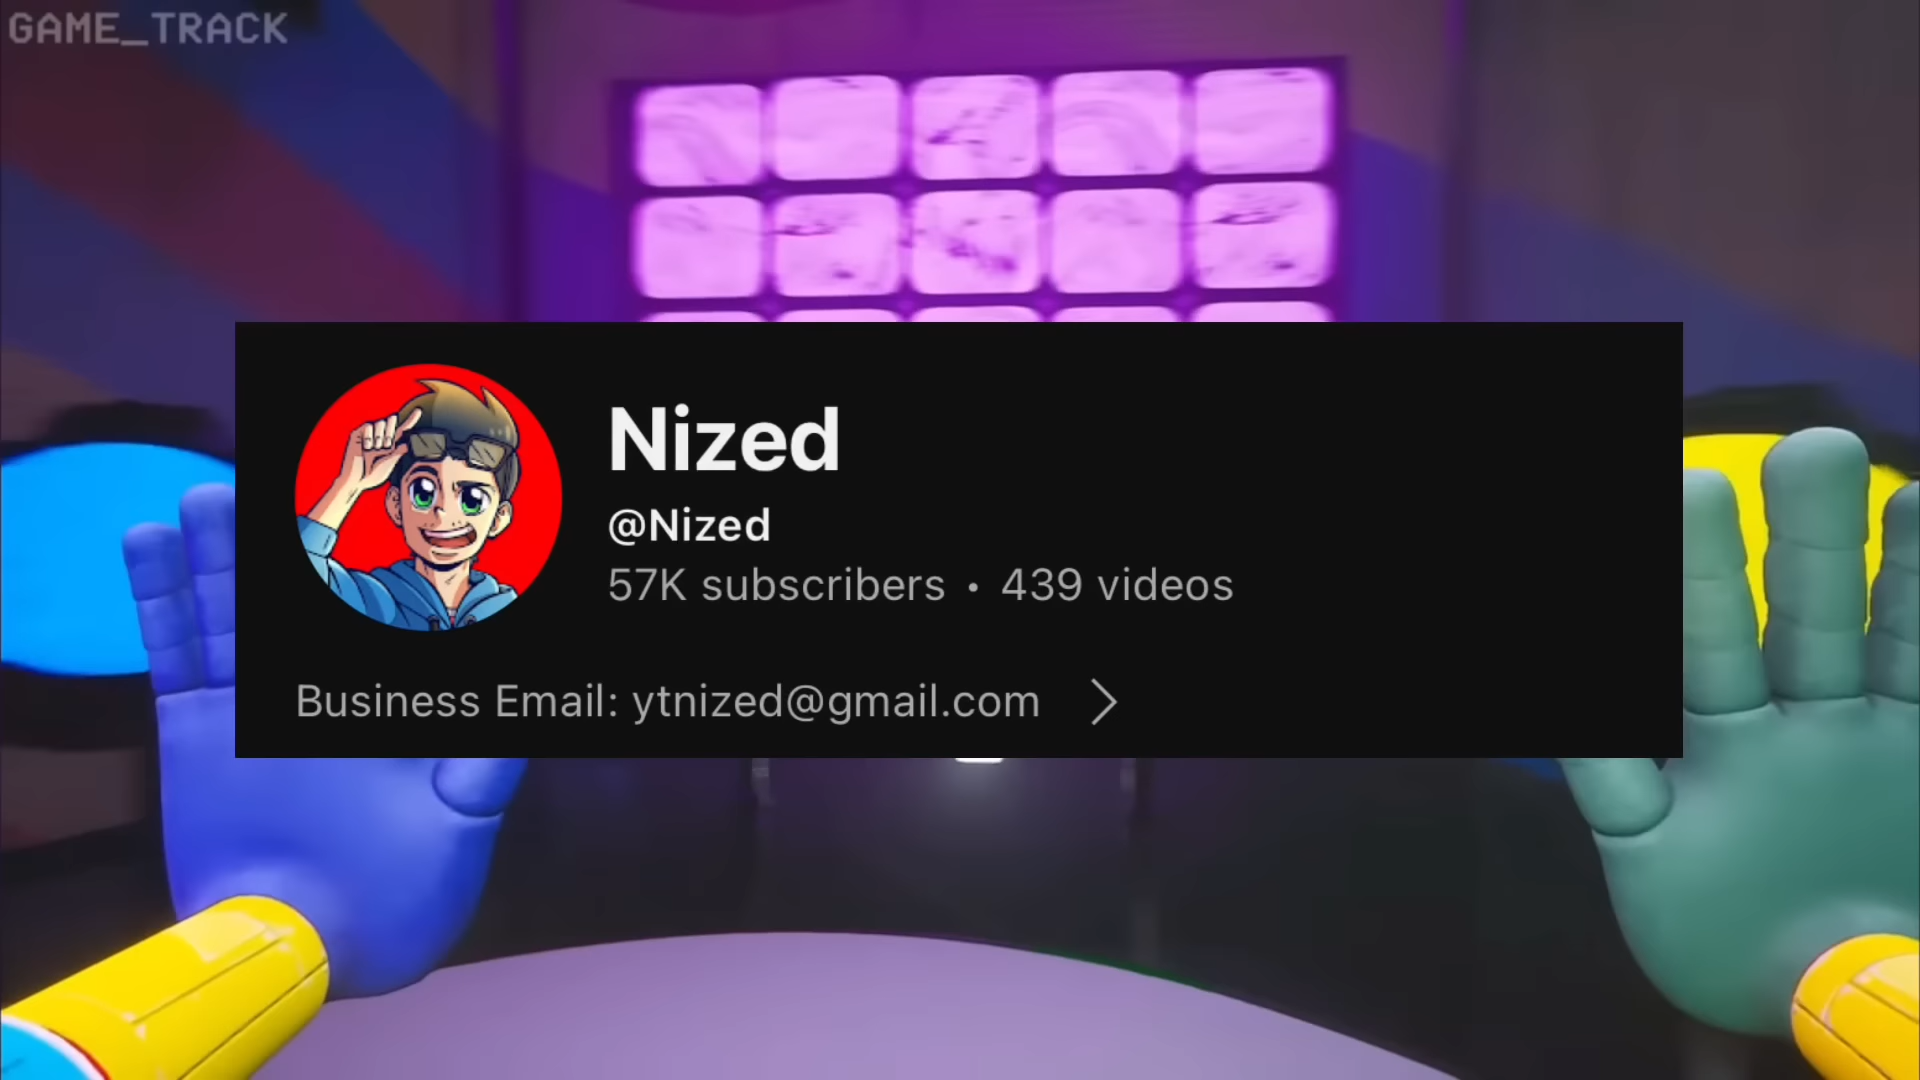 GAME_TRACK
Nized
@Nized
57K subscribers • 439 videos
Business Email: ytnized@gmail.com